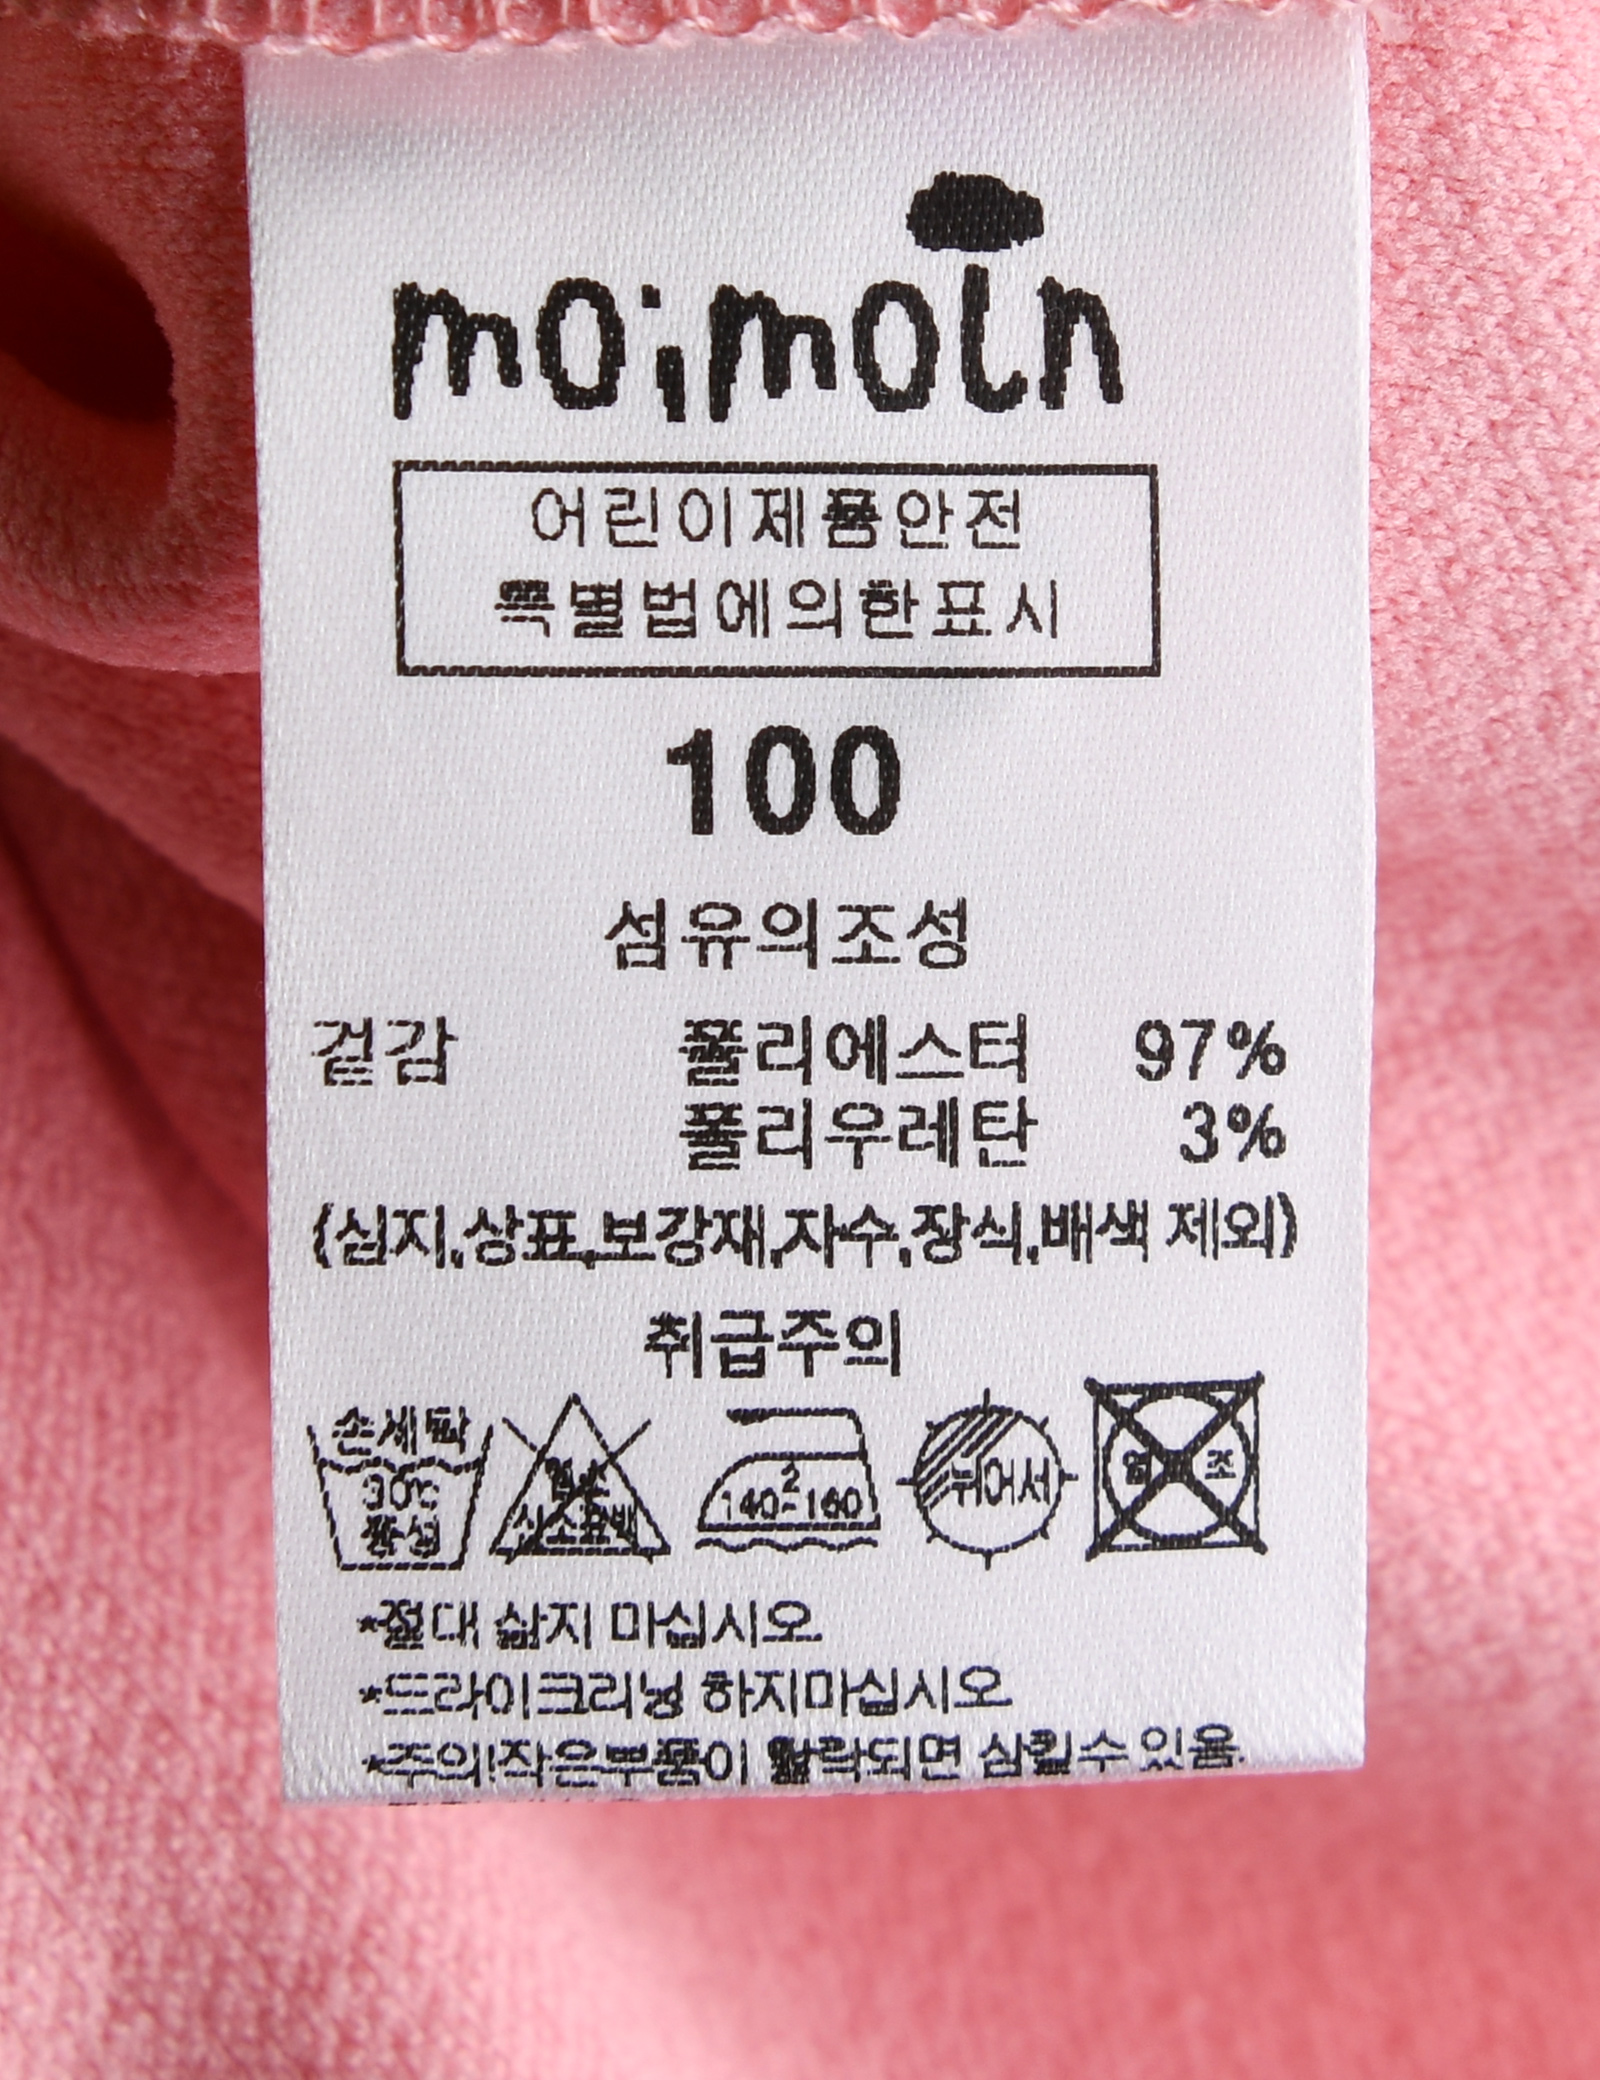 moimoln
어린이제품안전
특별법에의한표시
100
섬유의조성
겉감 폴리에스터 97%
폴리우레탄 3%
(심지,상표,보강재,자수,장식,배색 제외)
취급주의
손세탁
30℃
중성
염소
산소표백
2
140~160
뉘어서
건조
*절대 삶지 마십시오
*드라이크리닝 하지마십시오
*주의!작은부품이 탈락되면 삼킬수 있음.